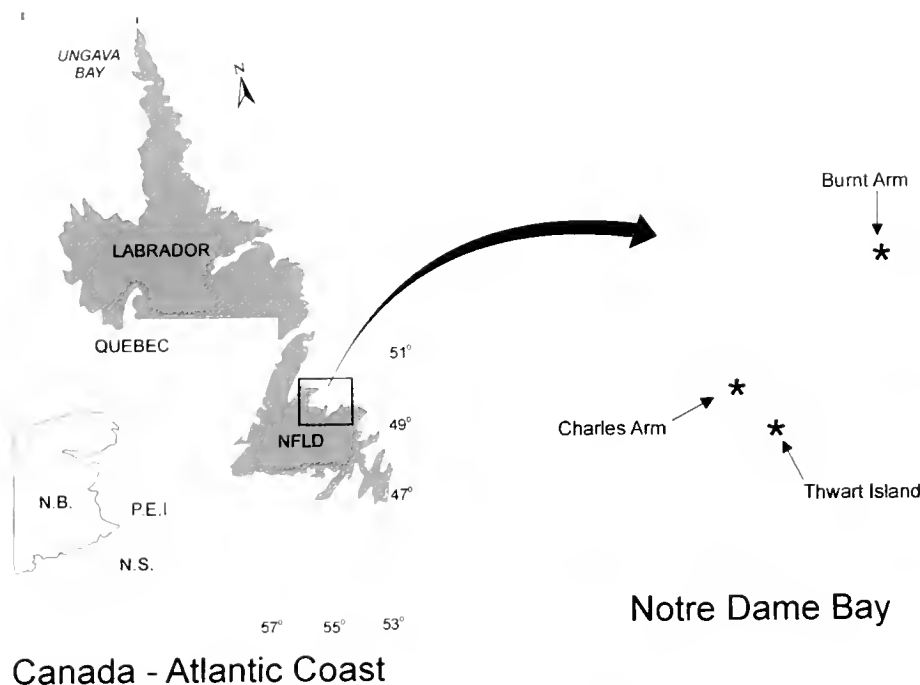 UNGAVA
BAY
N
LABRADOR
QUEBEC
51°
49°
NFLD
47°
N.B.
P.E.I
N.S.
57°
55°
53°
Canada - Atlantic Coast
Burnt Arm
*
Charles Arm
*
*
Thwart Island
Notre Dame Bay